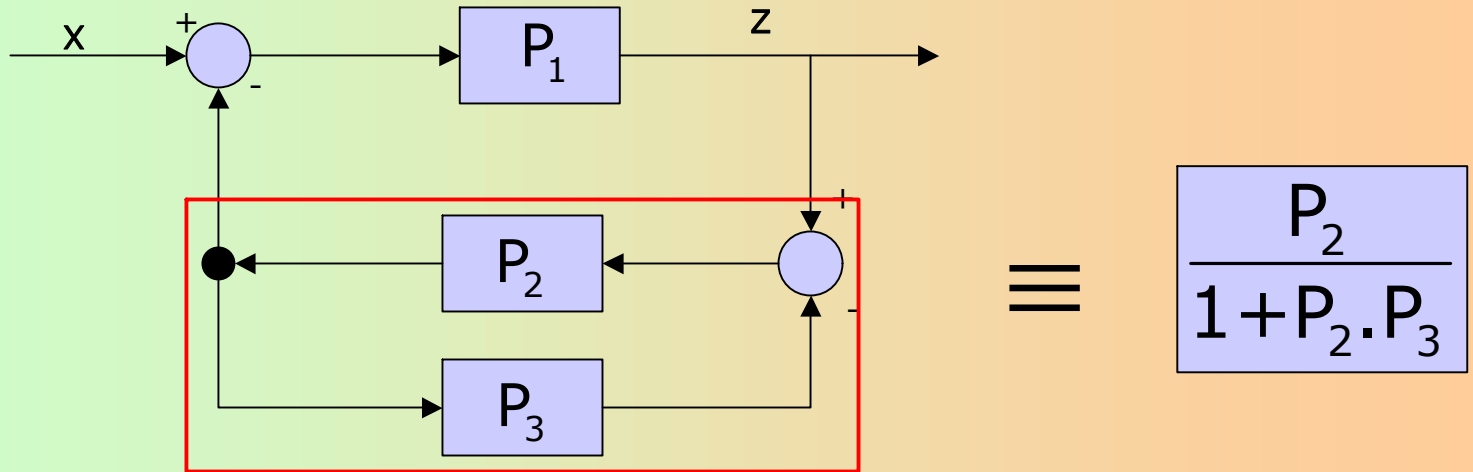 x
+
-
P₁
z
+
-
P₂
P₃
≡
P₂
1+P₂.P₃